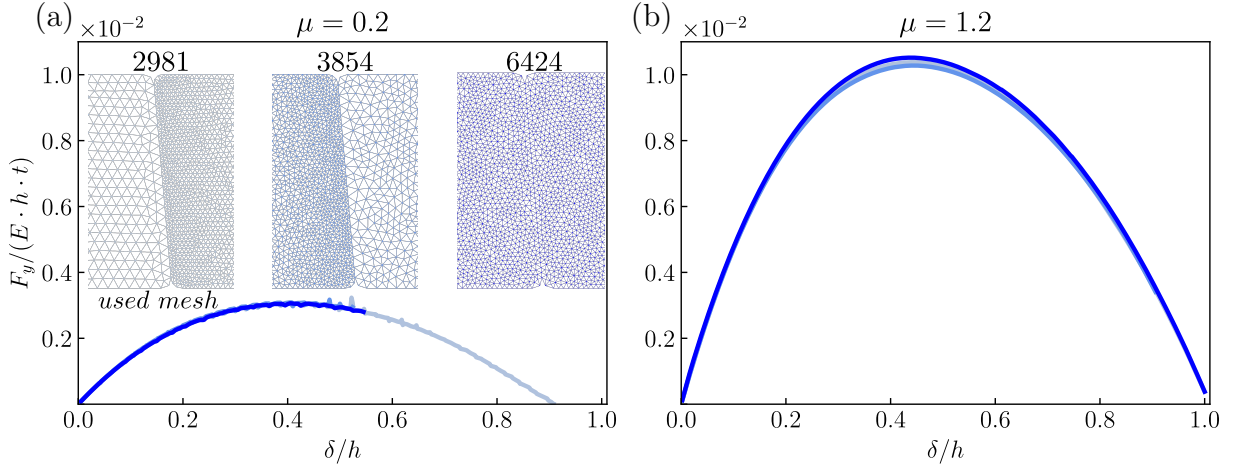 (a) ×10⁻² μ = 0.2
2981 3854 6424
used mesh
F_y/(E · h · t)
1.0
0.8
0.6
0.4
0.2
0.0 0.2 0.4 0.6 0.8 1.0
δ/h
(b) ×10⁻² μ = 1.2
1.0
0.8
0.6
0.4
0.2
0.0 0.2 0.4 0.6 0.8 1.0
δ/h